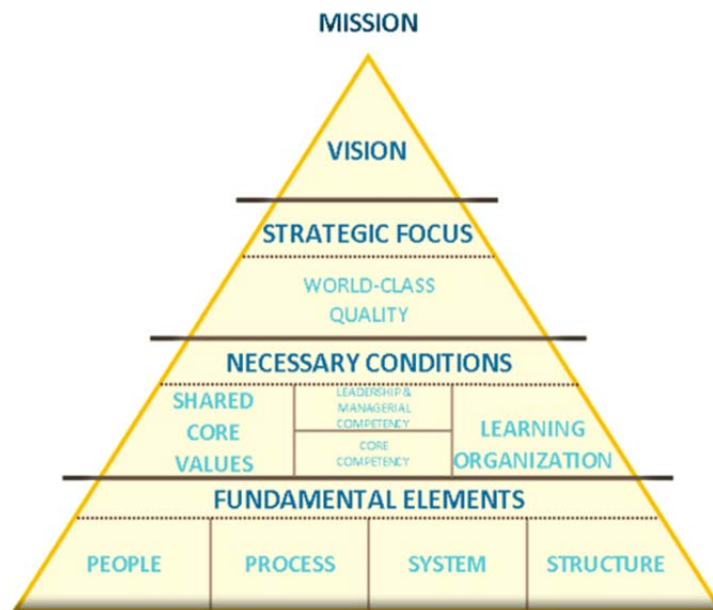 MISSION
VISION
STRATEGIC FOCUS
WORLD-CLASS
QUALITY
NECESSARY CONDITIONS
SHARED
CORE
VALUES
LEADERSHIP &
MANAGERIAL
COMPETENCY
CORE
COMPETENCY
LEARNING
ORGANIZATION
FUNDAMENTAL ELEMENTS
PEOPLE
PROCESS
SYSTEM
STRUCTURE